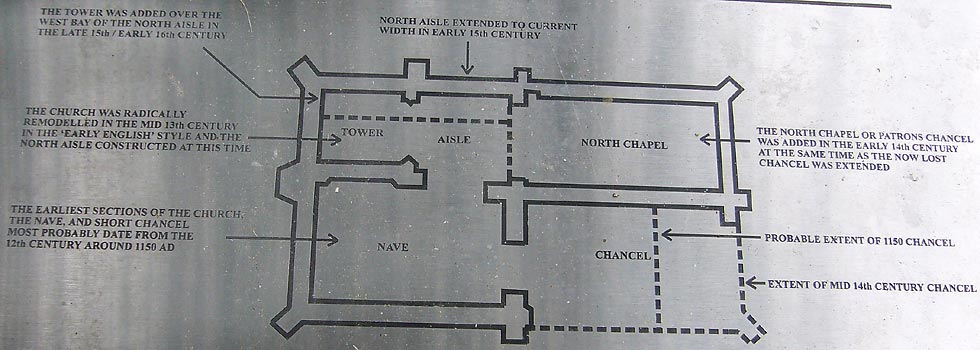 THE TOWER WAS ADDED OVER THE
WEST BAY OF THE NORTH AISLE IN
THE LATE 15th / EARLY 16th CENTURY
NORTH AISLE EXTENDED TO CURRENT
WIDTH IN EARLY 15th CENTURY
THE CHURCH WAS RADICALLY
REMODELLED IN THE MID 13th CENTURY
IN THE 'EARLY ENGLISH' STYLE AND THE
NORTH AISLE CONSTRUCTED AT THIS TIME
TOWER
AISLE
NORTH CHAPEL
THE NORTH CHAPEL OR PATRONS CHANCEL
WAS ADDED IN THE EARLY 14th CENTURY
AT THE SAME TIME AS THE NOW LOST
CHANCEL WAS EXTENDED
THE EARLIEST SECTIONS OF THE CHURCH,
THE NAVE, AND SHORT CHANCEL
MOST PROBABLY DATE FROM THE
12th CENTURY AROUND 1150 AD
NAVE
CHANCEL
PROBABLE EXTENT OF 1150 CHANCEL
EXTENT OF MID 14th CENTURY CHANCEL